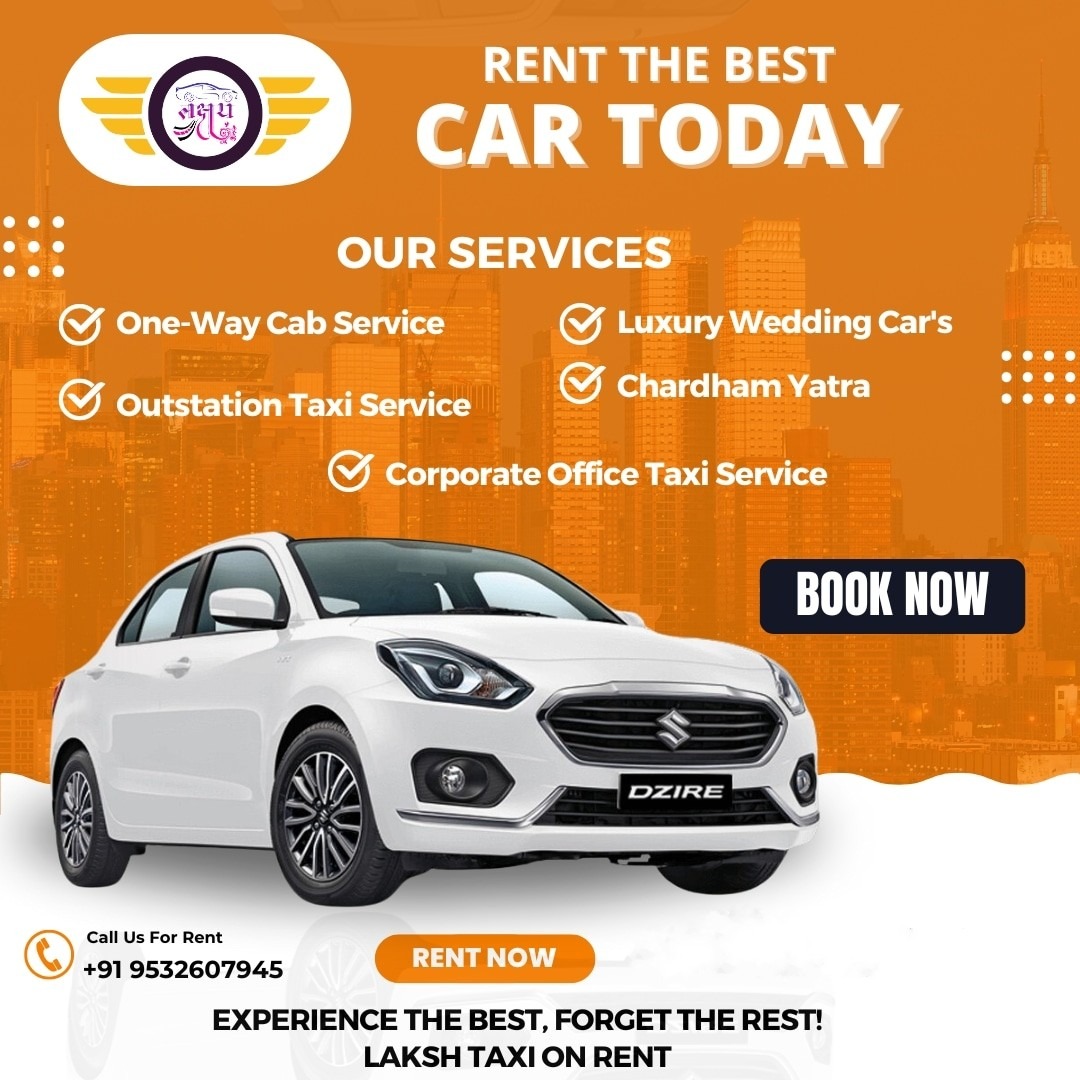 RENT THE BEST
CAR TODAY
OUR SERVICES
One-Way Cab Service
Luxury Wedding Car's
Outstation Taxi Service
Chardham Yatra
Corporate Office Taxi Service
BOOK NOW
DZIRE
Call Us For Rent
+91 9532607945
RENT NOW
EXPERIENCE THE BEST, FORGET THE REST!
LAKSH TAXI ON RENT